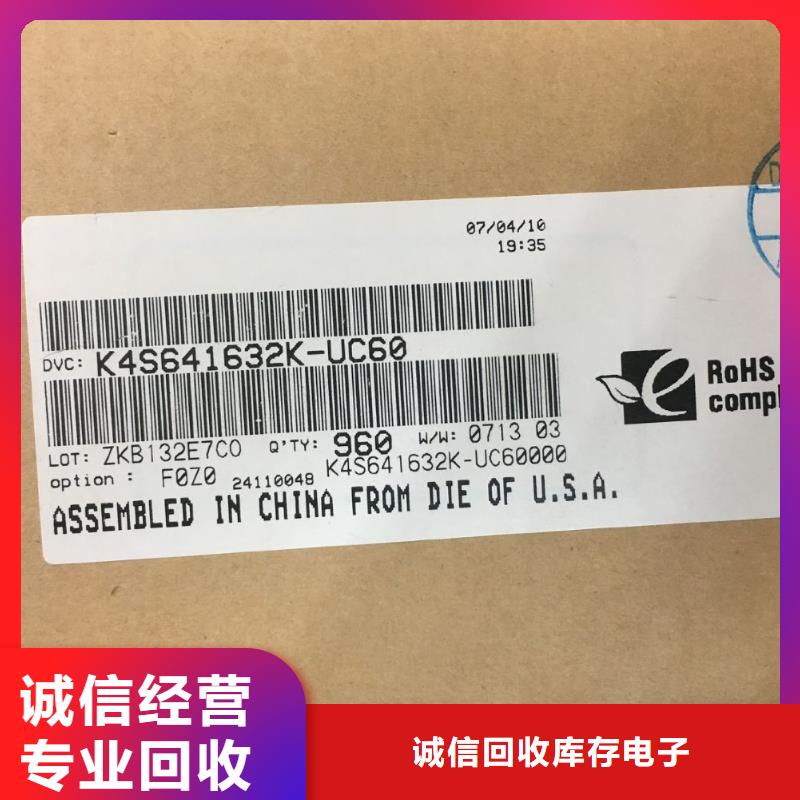 07/04/10
19:35
DVC: K4S641632K-UC60
LOT: ZKB132E7CO Q'TY: 960 W/W: 0713 03
option : F0Z0 24110048 K4S641632K-UC60000
ASSEMBLED IN CHINA FROM DIE OF U.S.A.
RoHS
compl
诚信经营
专业回收
诚信回收库存电子